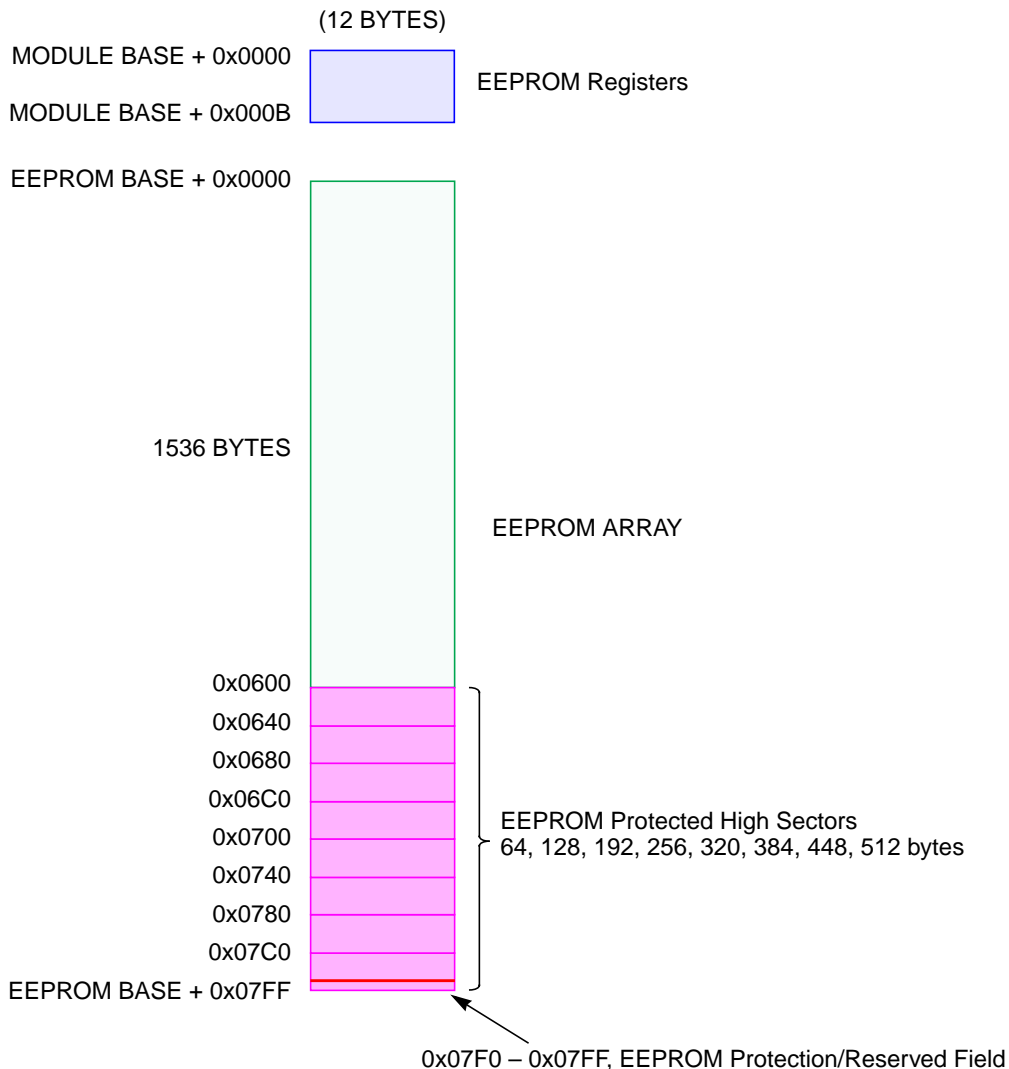 (12 BYTES)
MODULE BASE + 0x0000
EEPROM Registers
MODULE BASE + 0x000B
EEPROM BASE + 0x0000
1536 BYTES
EEPROM ARRAY
0x0600
0x0640
0x0680
0x06C0
0x0700
0x0740
0x0780
0x07C0
EEPROM Protected High Sectors
64, 128, 192, 256, 320, 384, 448, 512 bytes
EEPROM BASE + 0x07FF
0x07F0 – 0x07FF, EEPROM Protection/Reserved Field